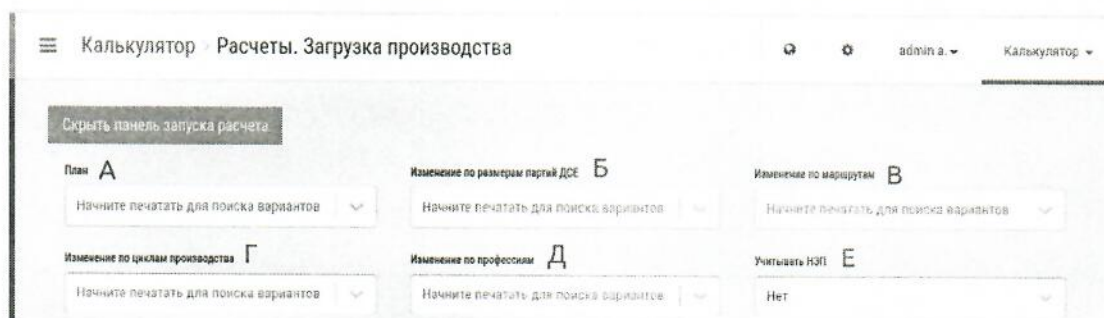 Калькулятор Расчеты. Загрузка производства admin a. Калькулятор
Скрыть панель запуска расчета
План А Изменение по размерам партий ДСЕ Б Изменение по маршрутам В
Начните печатать для поиска вариантов Начните печатать для поиска вариантов Начните печатать для поиска вариантов
Изменение по циклам производства Г Изменение по профессиям Д Учитывать НЭП Е
Начните печатать для поиска вариантов Начните печатать для поиска вариантов Нет